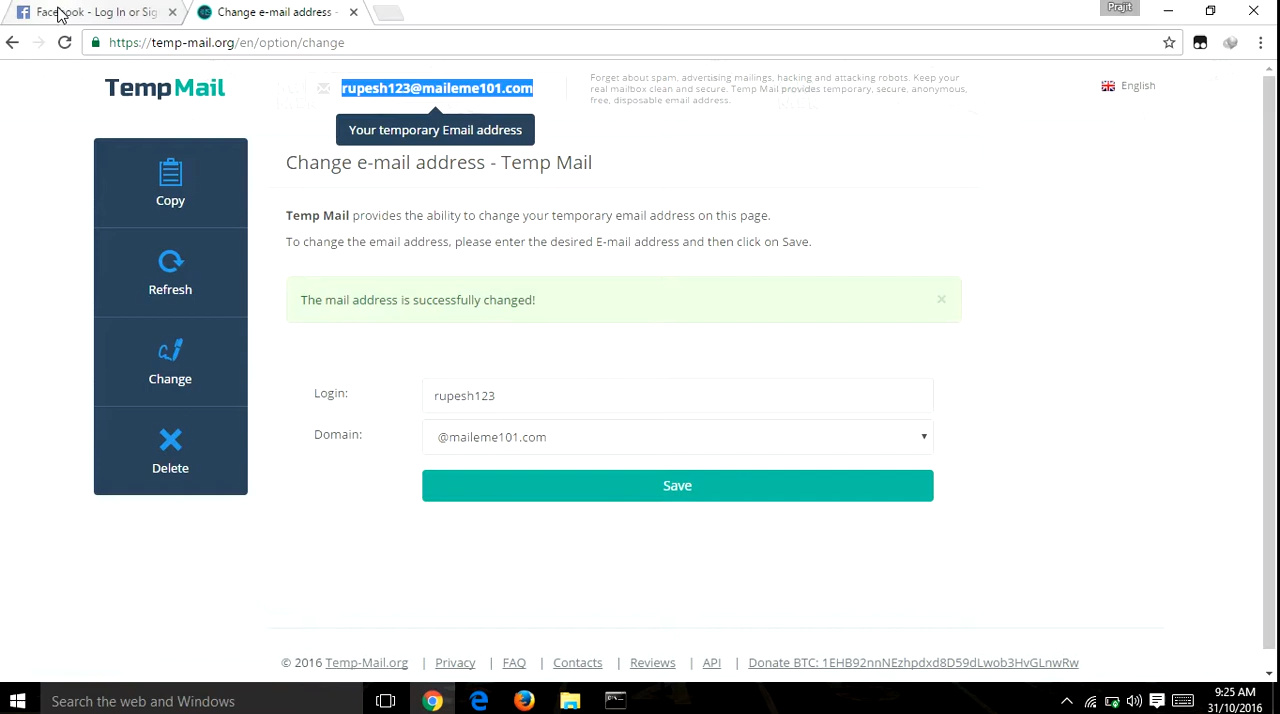 Facebook - Log In or Sig
Change e-mail address -
Prajit
https://temp-mail.org/en/option/change
TempMail
rupesh123@maileme101.com
Your temporary Email address
Forget about spam, advertising mailings, hacking and attacking robots. Keep your
real mailbox clean and secure. Temp Mail provides temporary, secure, anonymous,
free, disposable email address.
English
Copy
Refresh
Change
Delete
Change e-mail address - Temp Mail
Temp Mail provides the ability to change your temporary email address on this page.
To change the email address, please enter the desired E-mail address and then click on Save.
The mail address is successfully changed!
×
Login:
rupesh123
Domain:
@maileme101.com
Save
© 2016 Temp-Mail.org | Privacy | FAQ | Contacts | Reviews | API | Donate BTC: 1EHB92nnNEzhpdxd8D59dLwob3HvGLnwRw
Search the web and Windows
9:25 AM
31/10/2016